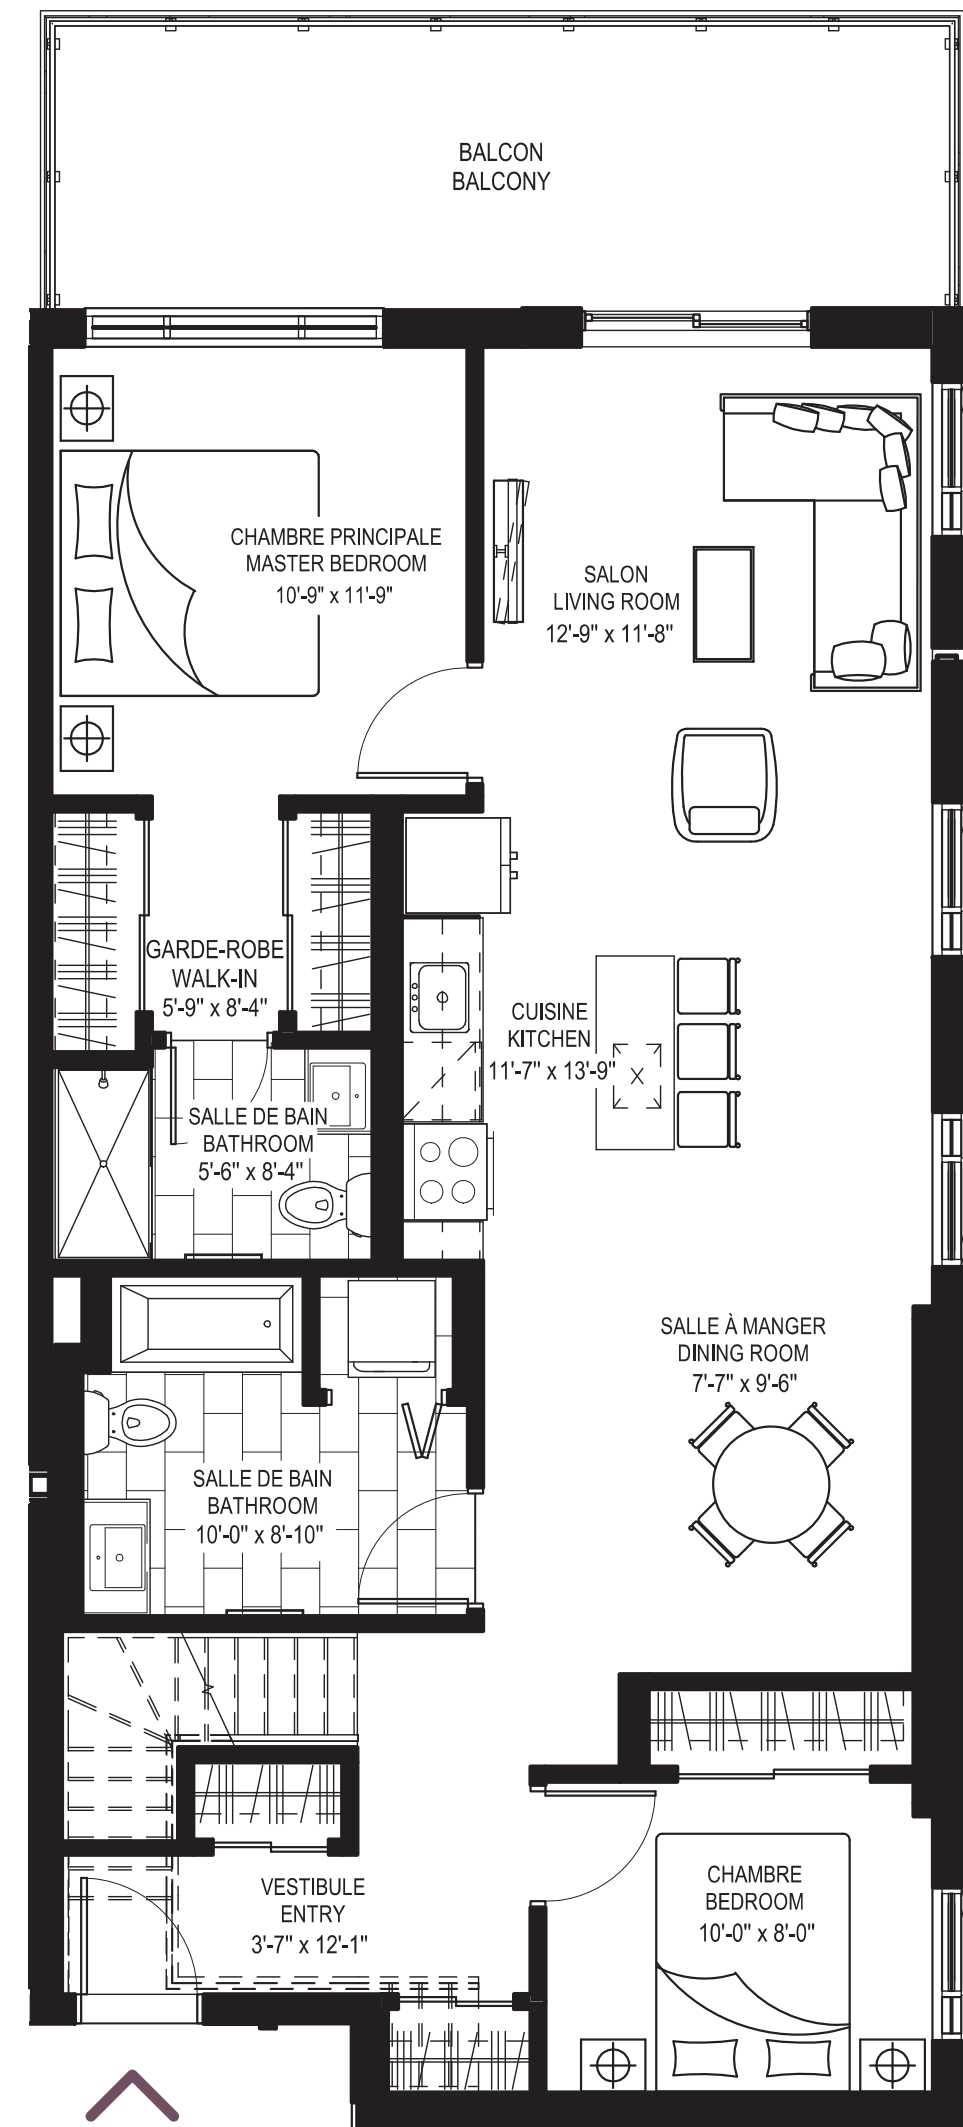 BALCON
BALCONY
CHAMBRE PRINCIPALE
MASTER BEDROOM
10'-9" x 11'-9"
SALON
LIVING ROOM
12'-9" x 11'-8"
GARDE-ROBE
WALK-IN
5'-9" x 8'-4"
CUISINE
KITCHEN
11'-7" x 13'-9"
SALLE DE BAIN
BATHROOM
5'-6" x 8'-4"
SALLE À MANGER
DINING ROOM
7'-7" x 9'-6"
SALLE DE BAIN
BATHROOM
10'-0" x 8'-10"
VESTIBULE
ENTRY
3'-7" x 12'-1"
CHAMBRE
BEDROOM
10'-0" x 8'-0"